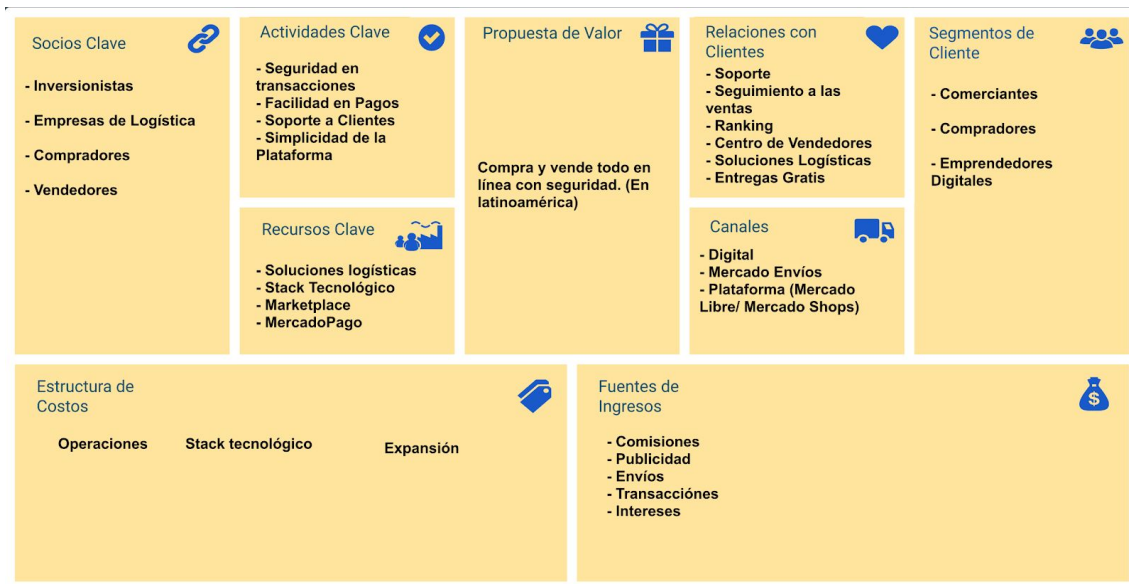 Socios Clave
- Inversionistas
- Empresas de Logística
- Compradores
- Vendedores
Actividades Clave
- Seguridad en
transacciones
- Facilidad en Pagos
- Soporte a Clientes
- Simplicidad de la
Plataforma
Recursos Clave
- Soluciones logísticas
- Stack Tecnológico
- Marketplace
- MercadoPago
Propuesta de Valor
Compra y vende todo en
línea con seguridad. (En
latinoamérica)
Relaciones con
Clientes
- Soporte
- Seguimiento a las
ventas
- Ranking
- Centro de Vendedores
- Soluciones Logísticas
- Entregas Gratis
Canales
- Digital
- Mercado Envíos
- Plataforma (Mercado
Libre/ Mercado Shops)
Segmentos de
Cliente
- Comerciantes
- Compradores
- Emprendedores
Digitales
Estructura de
Costos
Operaciones Stack tecnológico Expansión
Fuentes de
Ingresos
$
- Comisiones
- Publicidad
- Envíos
- Transacciónes
- Intereses